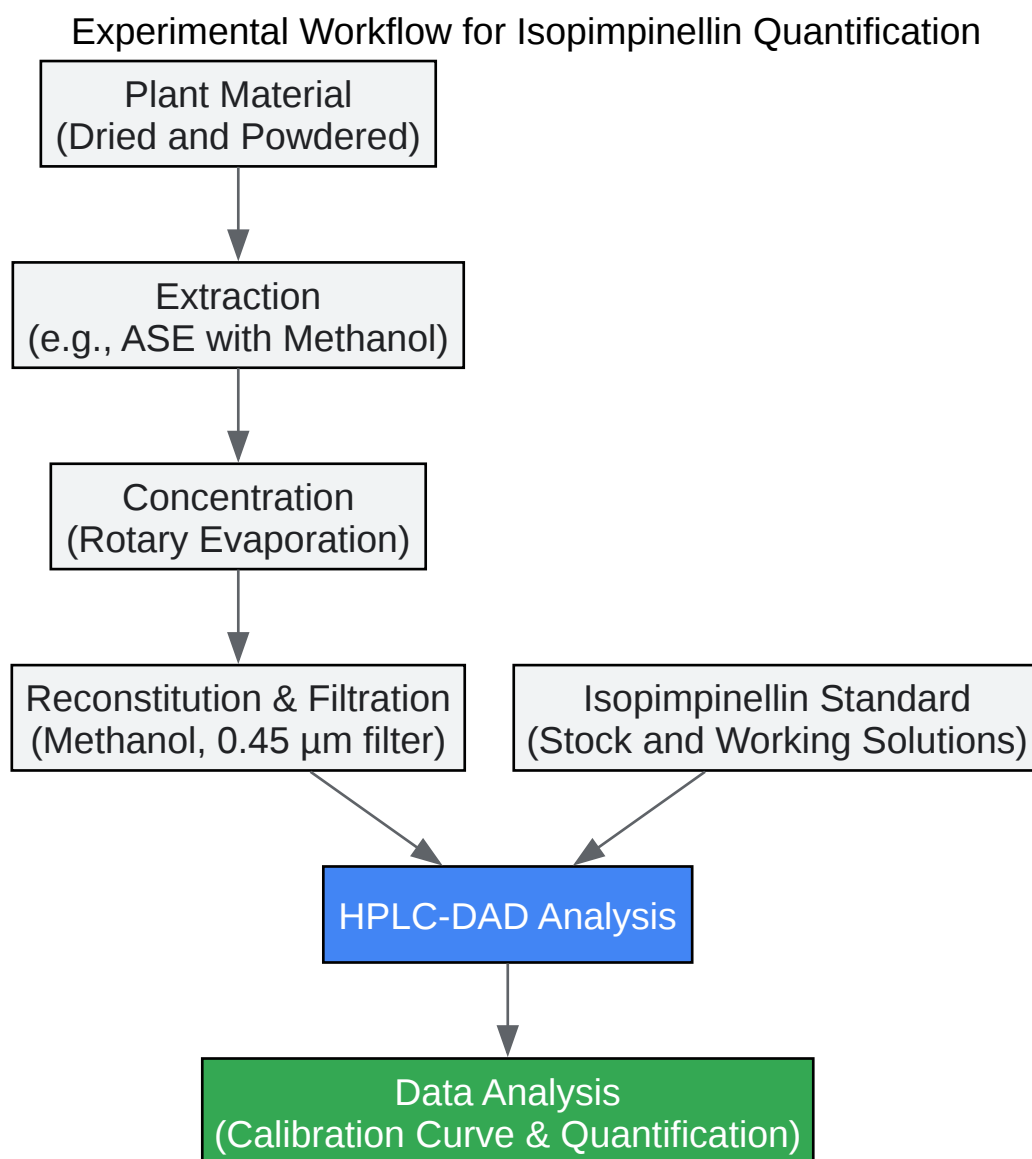 Experimental Workflow for Isopimpinellin Quantification
Plant Material
(Dried and Powdered)
Extraction
(e.g., ASE with Methanol)
Concentration
(Rotary Evaporation)
Reconstitution & Filtration
(Methanol, 0.45 µm filter)
Isopimpinellin Standard
(Stock and Working Solutions)
HPLC-DAD Analysis
Data Analysis
(Calibration Curve & Quantification)